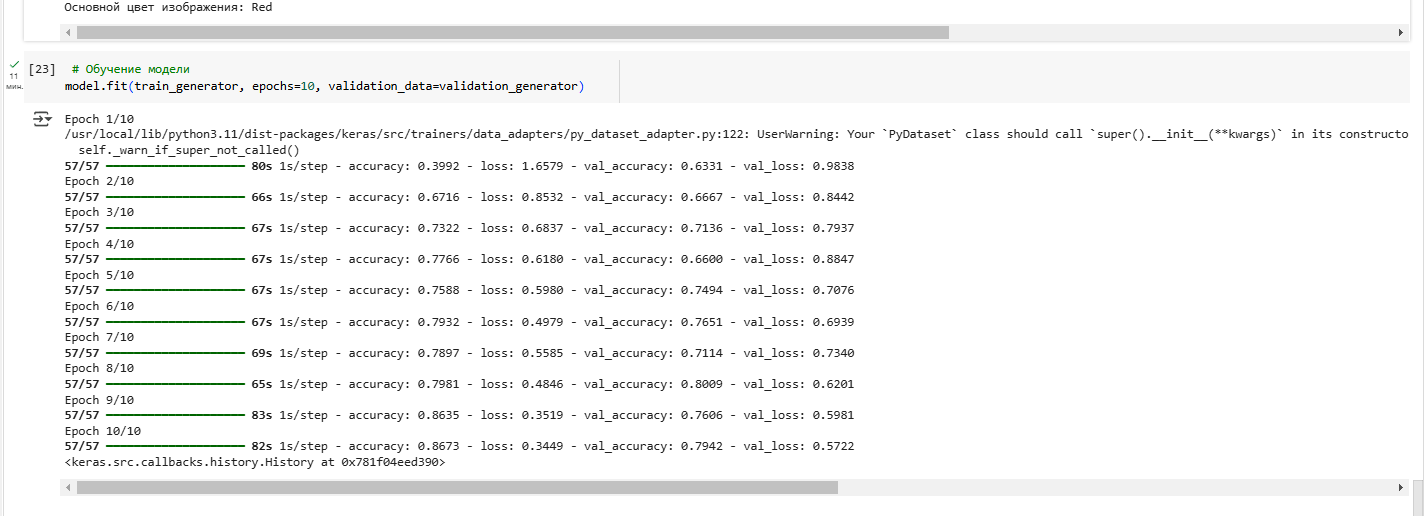 Основной цвет изображения: Red
[23] # Обучение модели
11
мин.
model.fit(train_generator, epochs=10, validation_data=validation_generator)
Epoch 1/10
/usr/local/lib/python3.11/dist-packages/keras/src/trainers/data_adapters/py_dataset_adapter.py:122: UserWarning: Your `PyDataset` class should call `super().__init__(**kwargs)` in its constructo
self._warn_if_super_not_called()
57/57 80s 1s/step - accuracy: 0.3992 - loss: 1.6579 - val_accuracy: 0.6331 - val_loss: 0.9838
Epoch 2/10
57/57 66s 1s/step - accuracy: 0.6716 - loss: 0.8532 - val_accuracy: 0.6667 - val_loss: 0.8442
Epoch 3/10
57/57 67s 1s/step - accuracy: 0.7322 - loss: 0.6837 - val_accuracy: 0.7136 - val_loss: 0.7937
Epoch 4/10
57/57 67s 1s/step - accuracy: 0.7766 - loss: 0.6180 - val_accuracy: 0.6600 - val_loss: 0.8847
Epoch 5/10
57/57 67s 1s/step - accuracy: 0.7588 - loss: 0.5980 - val_accuracy: 0.7494 - val_loss: 0.7076
Epoch 6/10
57/57 67s 1s/step - accuracy: 0.7932 - loss: 0.4979 - val_accuracy: 0.7651 - val_loss: 0.6939
Epoch 7/10
57/57 69s 1s/step - accuracy: 0.7897 - loss: 0.5585 - val_accuracy: 0.7114 - val_loss: 0.7340
Epoch 8/10
57/57 65s 1s/step - accuracy: 0.7981 - loss: 0.4846 - val_accuracy: 0.8009 - val_loss: 0.6201
Epoch 9/10
57/57 83s 1s/step - accuracy: 0.8635 - loss: 0.3519 - val_accuracy: 0.7606 - val_loss: 0.5981
Epoch 10/10
57/57 82s 1s/step - accuracy: 0.8673 - loss: 0.3449 - val_accuracy: 0.7942 - val_loss: 0.5722
<keras.src.callbacks.history.History at 0x781f04eed390>